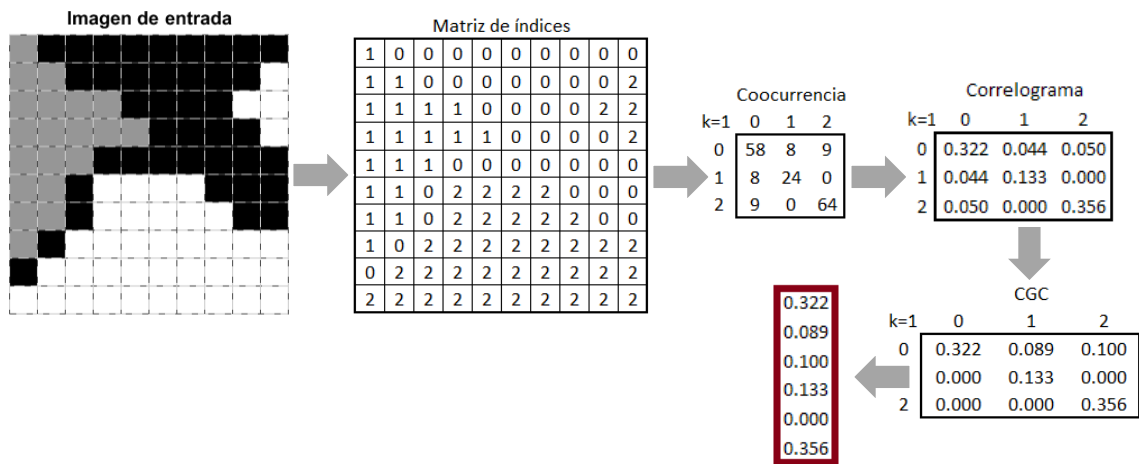 Imagen de entrada
Matriz de índices
1 0 0 0 0 0 0 0 0 0
1 1 0 0 0 0 0 0 0 2
1 1 1 1 0 0 0 0 2 2
1 1 1 1 1 0 0 0 0 2
1 1 1 0 0 0 0 0 0 0
1 1 0 2 2 2 2 0 0 0
1 1 0 2 2 2 2 2 0 0
1 0 2 2 2 2 2 2 2 2
0 2 2 2 2 2 2 2 2 2
2 2 2 2 2 2 2 2 2 2
Coocurrencia
k=1 0 1 2
0 58 8 9
1 8 24 0
2 9 0 64
Correlograma
k=1 0 1 2
0 0.322 0.044 0.050
1 0.044 0.133 0.000
2 0.050 0.000 0.356
CGC
k=1 0 1 2
0 0.322 0.089 0.100
0.000 0.133 0.000
2 0.000 0.000 0.356
0.322
0.089
0.100
0.133
0.000
0.356